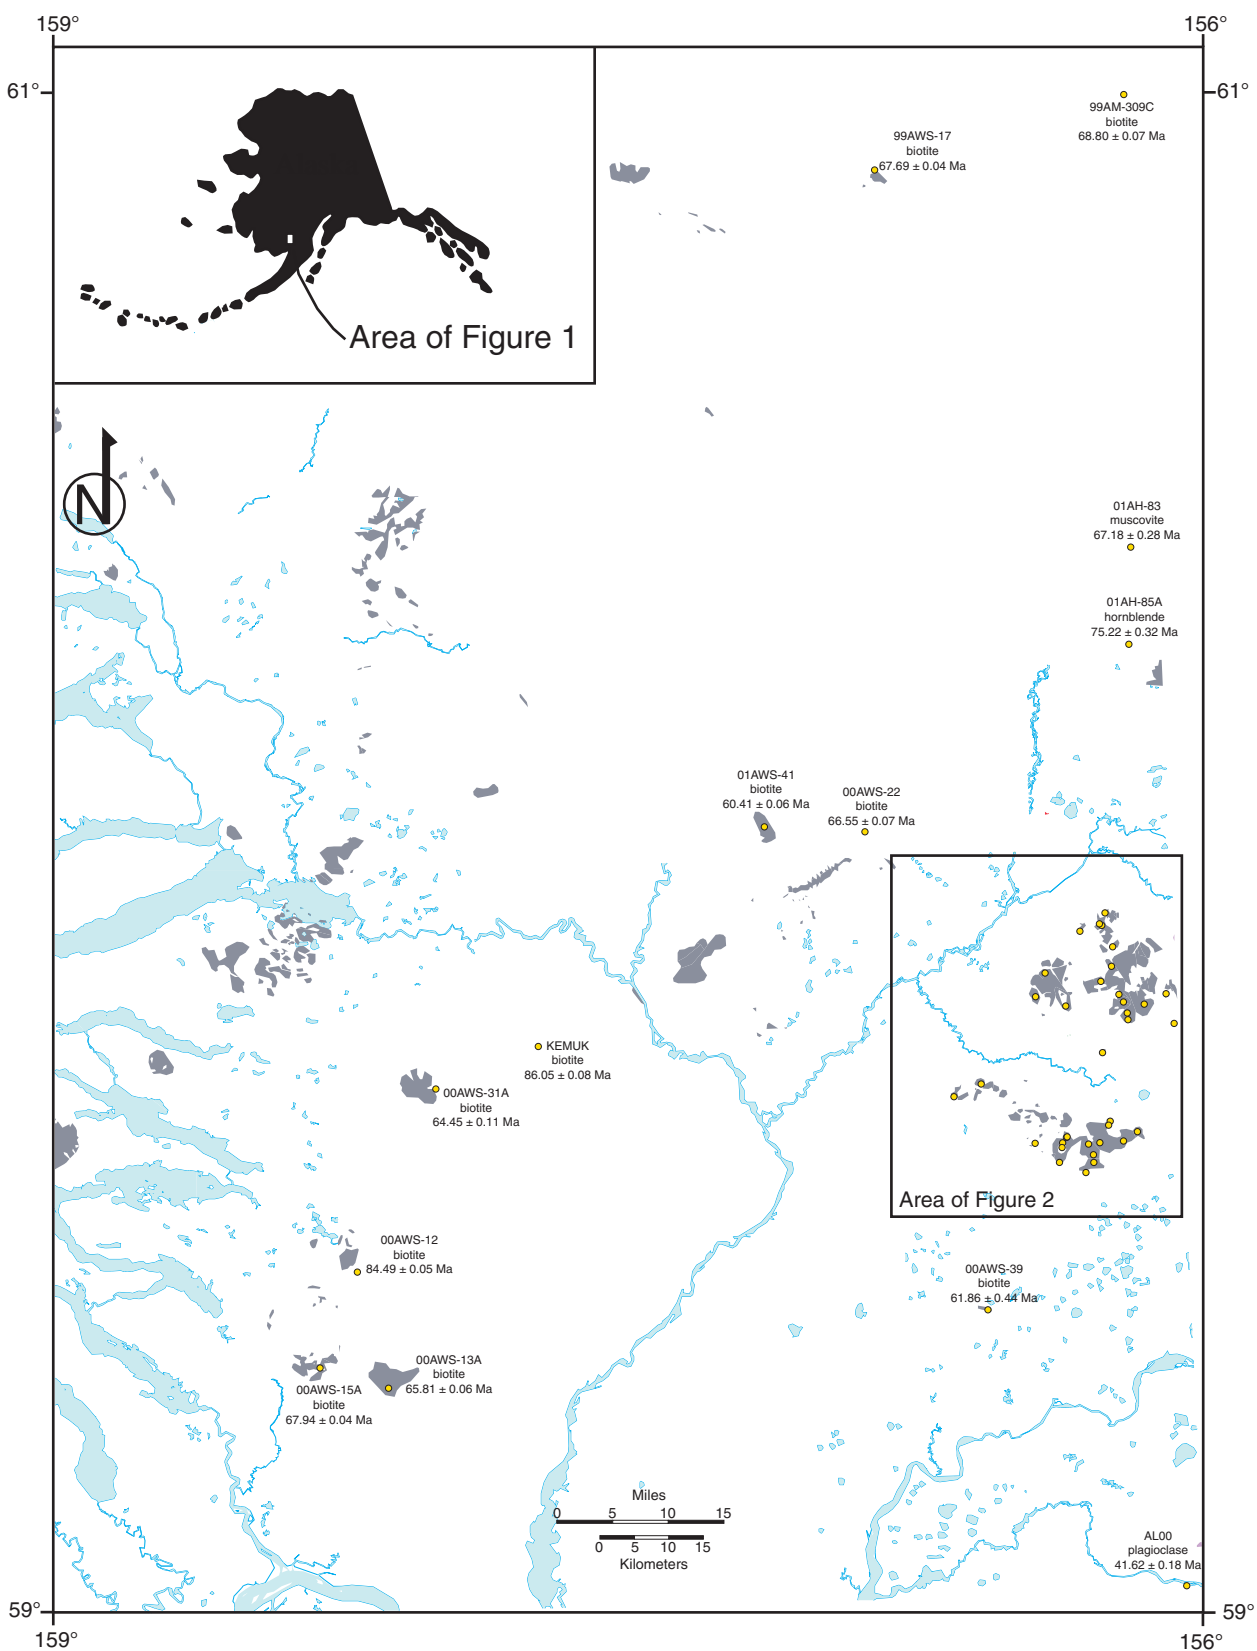 159°
156°
61°
61°
99AM-309C
biotite
68.80 ± 0.07 Ma
99AWS-17
biotite
67.69 ± 0.04 Ma
Area of Figure 1
N
01AH-83
muscovite
67.18 ± 0.28 Ma
01AH-85A
hornblende
75.22 ± 0.32 Ma
01AWS-41
biotite
60.41 ± 0.06 Ma
00AWS-22
biotite
66.55 ± 0.07 Ma
KEMUK
biotite
86.05 ± 0.08 Ma
00AWS-31A
biotite
64.45 ± 0.11 Ma
Area of Figure 2
00AWS-12
biotite
84.49 ± 0.05 Ma
00AWS-39
biotite
61.86 ± 0.44 Ma
00AWS-13A
biotite
65.81 ± 0.06 Ma
00AWS-15A
biotite
67.94 ± 0.04 Ma
Miles
0 5 10 15
0 5 10 15
Kilometers
AL00
plagioclase
41.62 ± 0.18 Ma
59°
59°
159°
156°